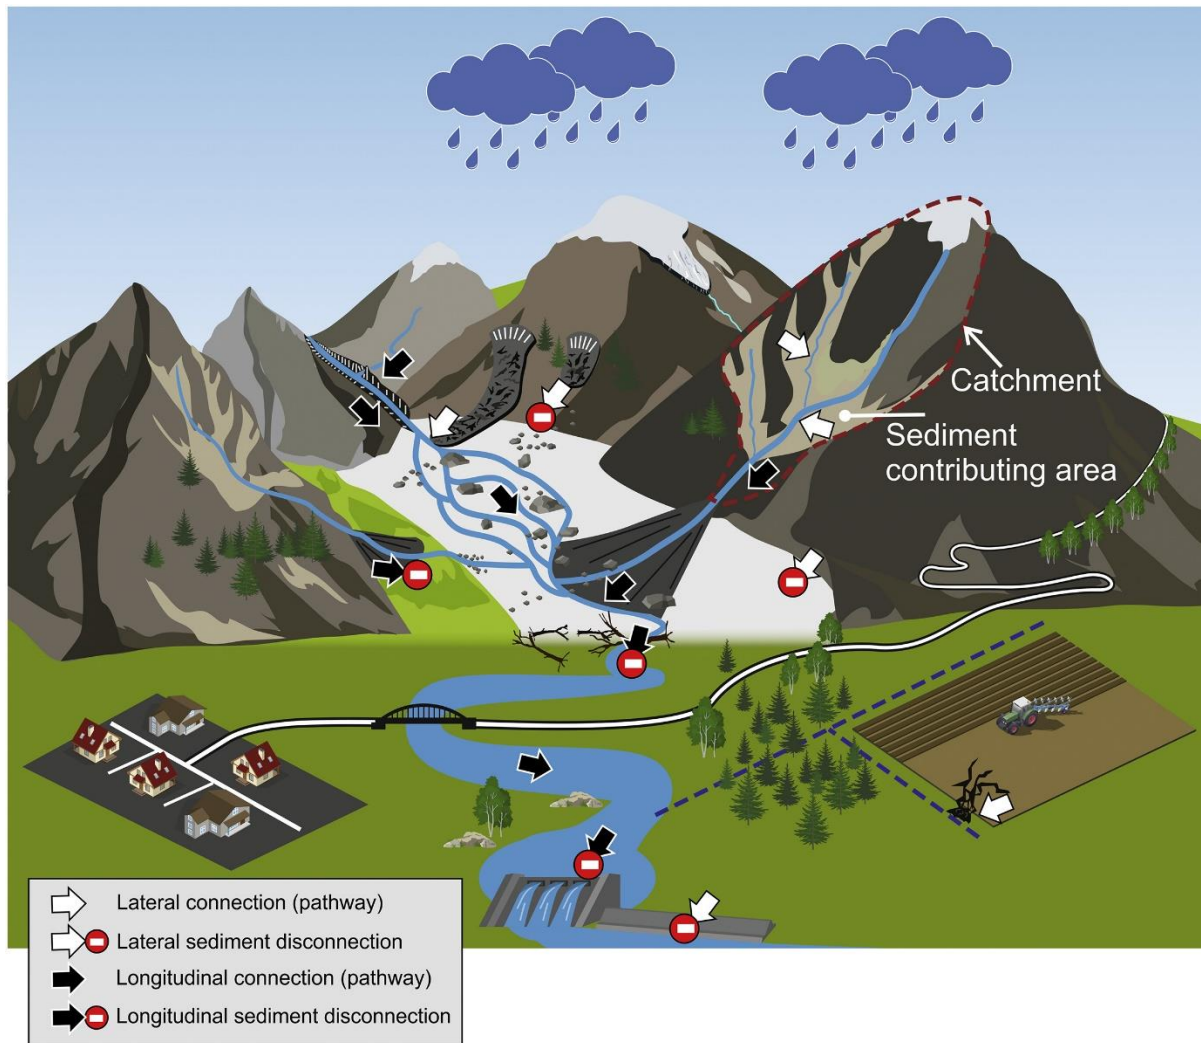 Catchment
Sediment
contributing area
Lateral connection (pathway)
Lateral sediment disconnection
Longitudinal connection (pathway)
Longitudinal sediment disconnection